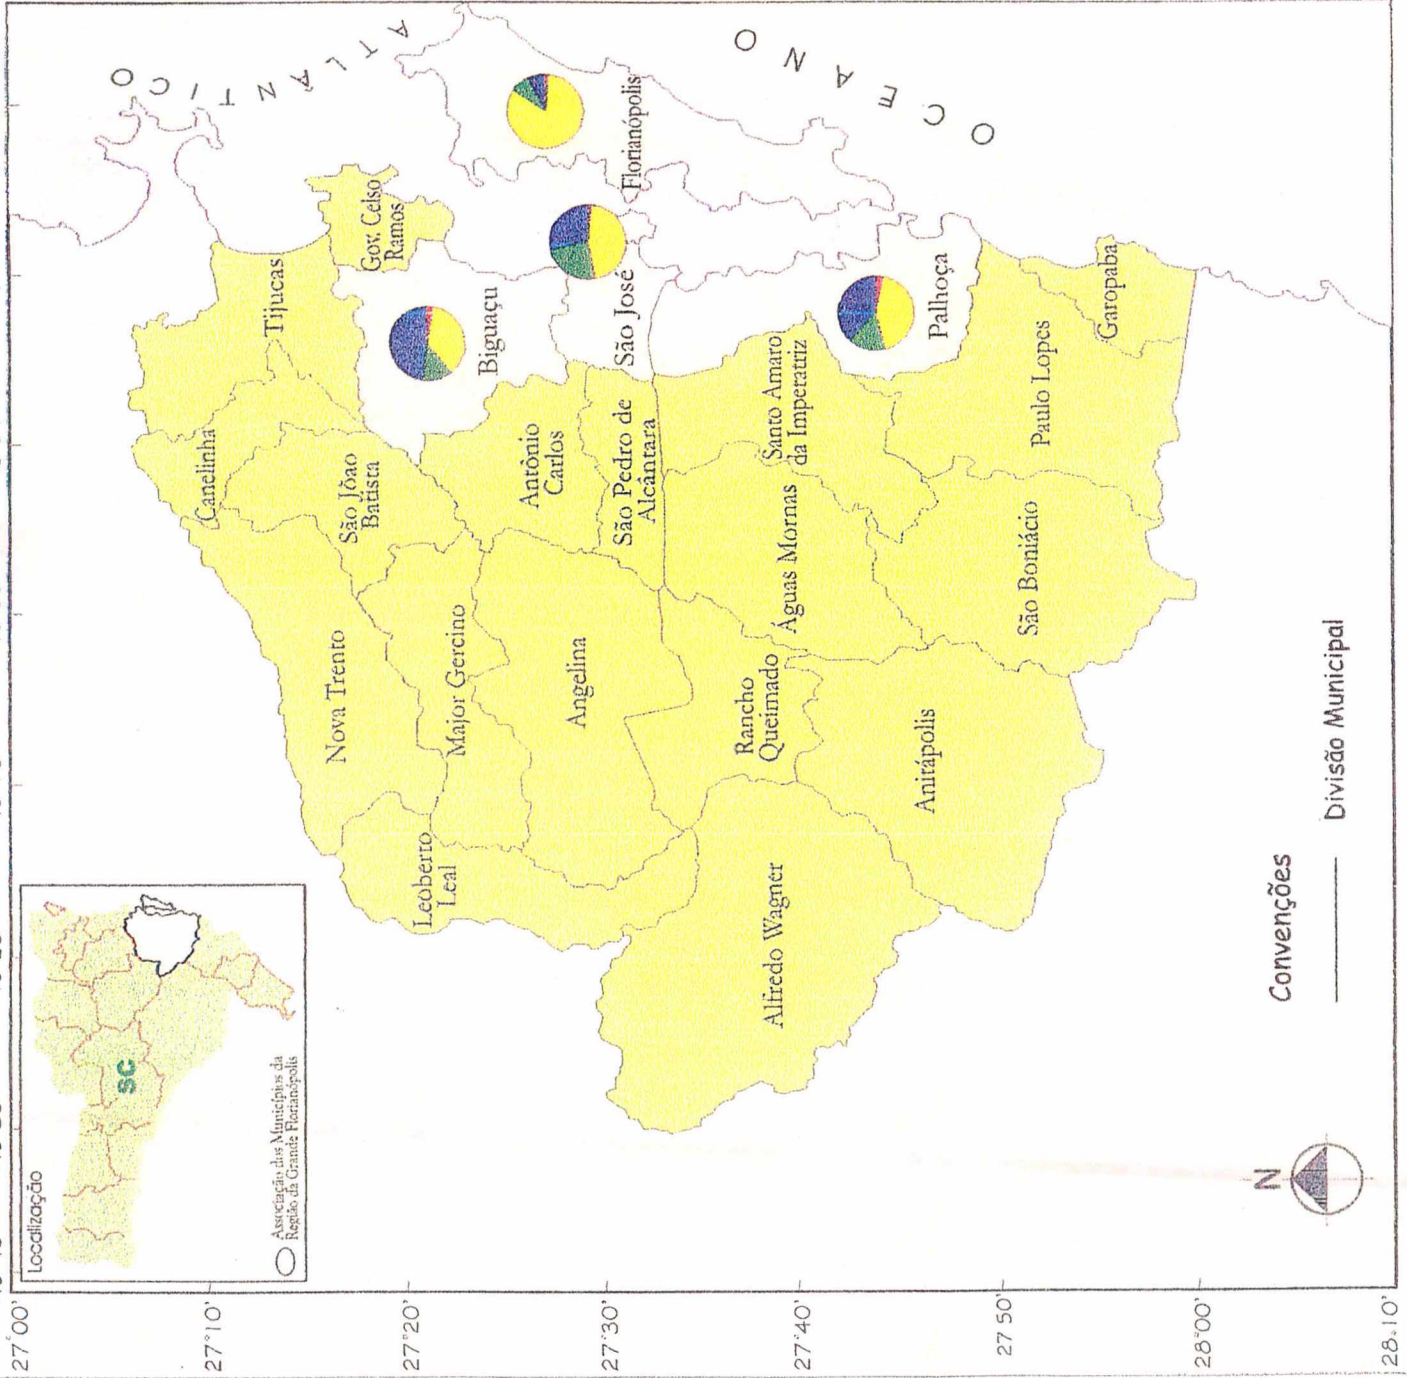 Localização
SC
Associação dos Municípios da
Região da Grande Florianópolis
OCEANO
ATLANTICO
Canelinha
Tijucas
Gov. Celso
Ramos
São Jõao
Batista
Nova Trento
Biguaçu
Leoberto
Leal
Major Gercino
Antônio
Carlos
Angelina
São Pedro de
Alcântara
São José
Florianópolis
Alfredo Wagner
Rancho
Queimado
Águas Mornas
Santo Amaro
da Imperatriz
Palhoça
Anitápolis
São Boniácio
Paulo Lopes
Garopaba
27°00'
27°10'
27°20'
27°30'
27°40'
27°50'
28°00'
28°10'
N
Convenções
Divisão Municipal